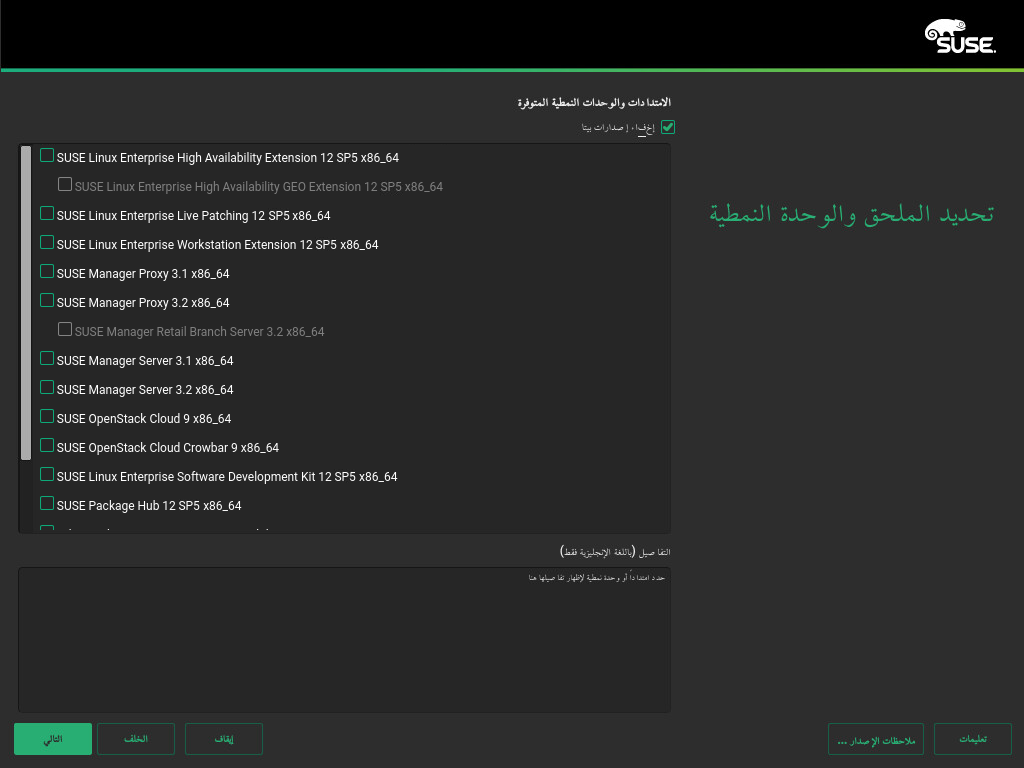 SUSE.
تحديد الملحق والوحدة النمطية
الامتدادات والوحدات النمطية المتوفرة
إخفاء إصدارات بيتا
SUSE Linux Enterprise High Availability Extension 12 SP5 x86_64
SUSE Linux Enterprise High Availability GEO Extension 12 SP5 x86_64
SUSE Linux Enterprise Live Patching 12 SP5 x86_64
SUSE Linux Enterprise Workstation Extension 12 SP5 x86_64
SUSE Manager Proxy 3.1 x86_64
SUSE Manager Proxy 3.2 x86_64
SUSE Manager Retail Branch Server 3.2 x86_64
SUSE Manager Server 3.1 x86_64
SUSE Manager Server 3.2 x86_64
SUSE OpenStack Cloud 9 x86_64
SUSE OpenStack Cloud Crowbar 9 x86_64
SUSE Linux Enterprise Software Development Kit 12 SP5 x86_64
SUSE Package Hub 12 SP5 x86_64
التفاصيل (باللغة الإنجليزية فقط)
حدد امتدادًا أو وحدة نمطية لإظهار تفاصيلها هنا
تعليمات
ملاحظات الإصدار ...
إيقاف
الخلف
التالي